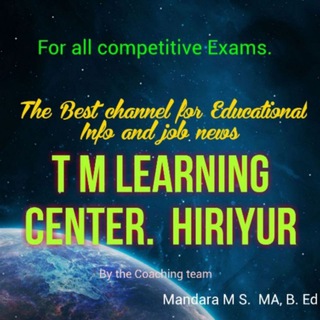 For all competitive Exams.
The Best channel for Educational
Info and job news
T M LEARNING
CENTER. HIRIYUR
By the Coaching team
Mandara M S. MA, B. Ed